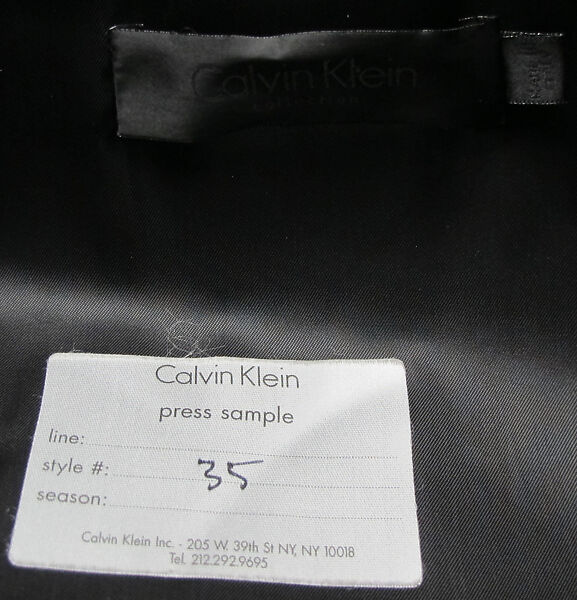 Calvin Klein
collection
Calvin Klein
press sample
line:
style #: 35
season:
Calvin Klein Inc. - 205 W. 39th St NY, NY 10018
Tel. 212.292.9695